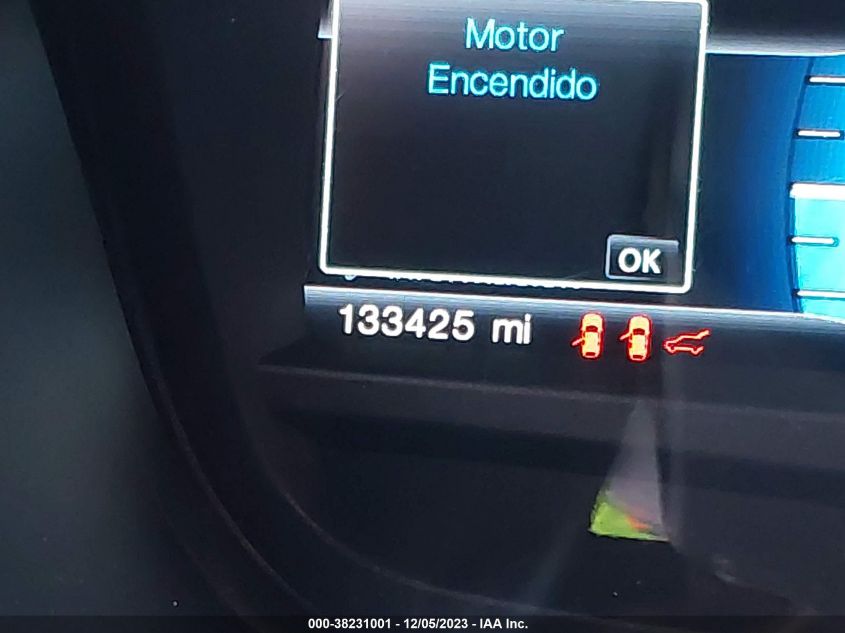 Motor
Encendido
OK
133425 mi
000-38231001 - 12/05/2023 - IAA Inc.